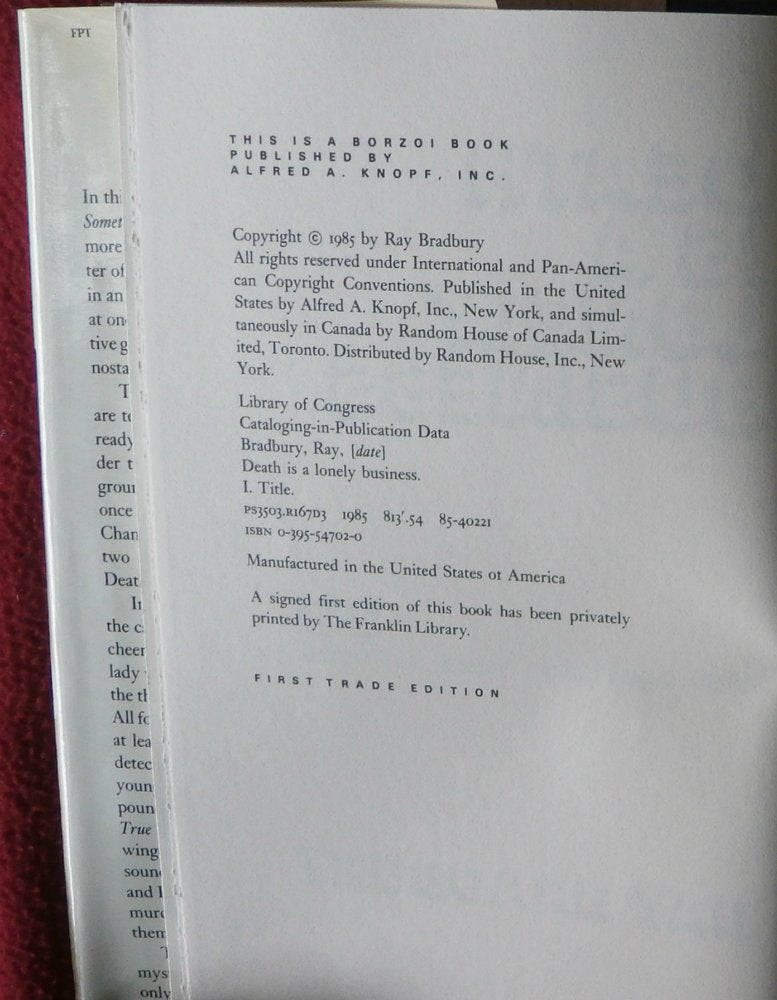 FPT
In thi
Somet
more
ter of
in an
at on
tive g
nosta
T
are te
ready
der t
grou
once
Chan
two
Deat
In
the c
cheer
lady
the th
All fo
at lea
detec
youn
poun
True
wing
soun
and l
murd
them
T
mys
only
THIS IS A BORZOI BOOK
PUBLISHED BY
ALFRED A. KNOPF, INC.
Copyright © 1985 by Ray Bradbury
All rights reserved under International and Pan-Ameri-
can Copyright Conventions. Published in the United
States by Alfred A. Knopf, Inc., New York, and simul-
taneously in Canada by Random House of Canada Lim-
ited, Toronto. Distributed by Random House, Inc., New
York.
Library of Congress
Cataloging-in-Publication Data
Bradbury, Ray, [date]
Death is a lonely business.
I. Title.
PS3503.R167D3 1985 813'.54 85-40221
ISBN 0-395-54702-0
Manufactured in the United States of America
A signed first edition of this book has been privately
printed by The Franklin Library.
FIRST TRADE EDITION